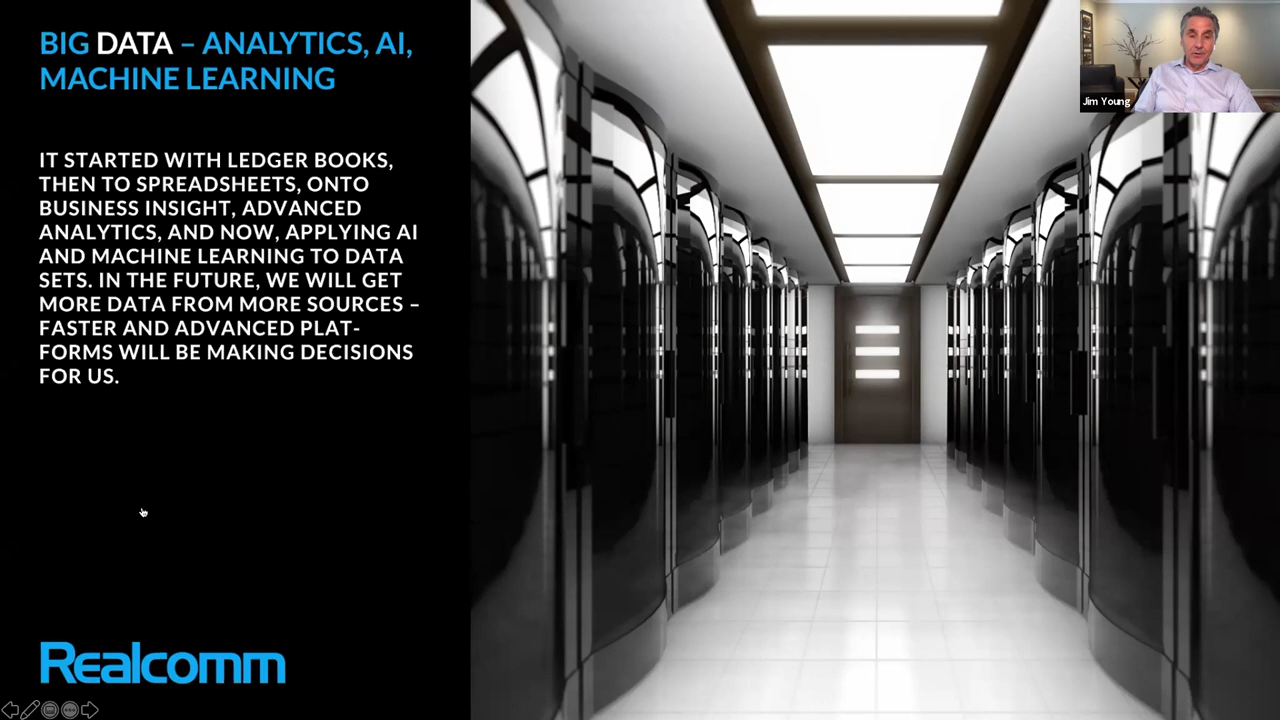 BIG DATA – ANALYTICS, AI,
MACHINE LEARNING
IT STARTED WITH LEDGER BOOKS,
THEN TO SPREADSHEETS, ONTO
BUSINESS INSIGHT, ADVANCED
ANALYTICS, AND NOW, APPLYING AI
AND MACHINE LEARNING TO DATA
SETS. IN THE FUTURE, WE WILL GET
MORE DATA FROM MORE SOURCES –
FASTER AND ADVANCED PLAT-
FORMS WILL BE MAKING DECISIONS
FOR US.
Realcomm
Jim Young